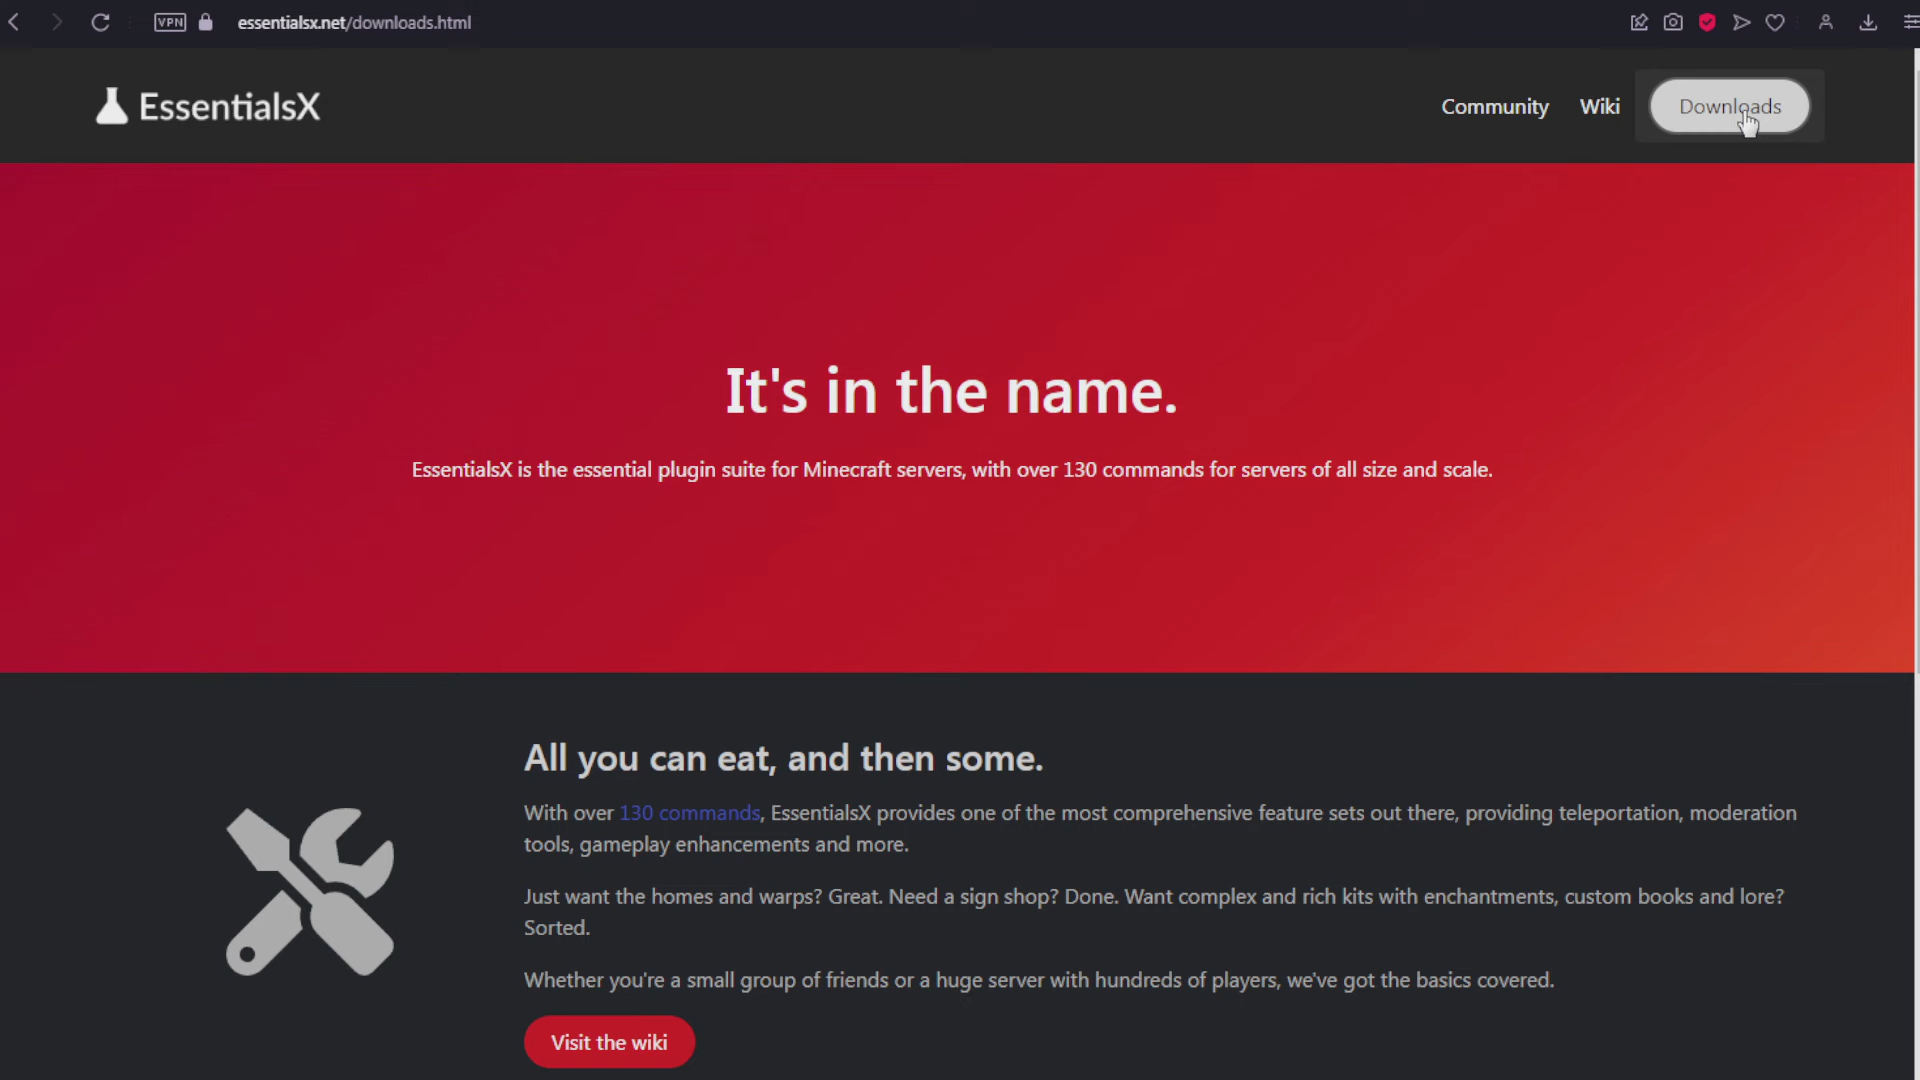 VPN essentialsx.net/downloads.html
EssentialsX
Community Wiki Downloads
It's in the name.
EssentialsX is the essential plugin suite for Minecraft servers, with over 130 commands for servers of all size and scale.
All you can eat, and then some.
With over 130 commands, EssentialsX provides one of the most comprehensive feature sets out there, providing teleportation, moderation
tools, gameplay enhancements and more.
Just want the homes and warps? Great. Need a sign shop? Done. Want complex and rich kits with enchantments, custom books and lore?
Sorted.
Whether you're a small group of friends or a huge server with hundreds of players, we've got the basics covered.
Visit the wiki